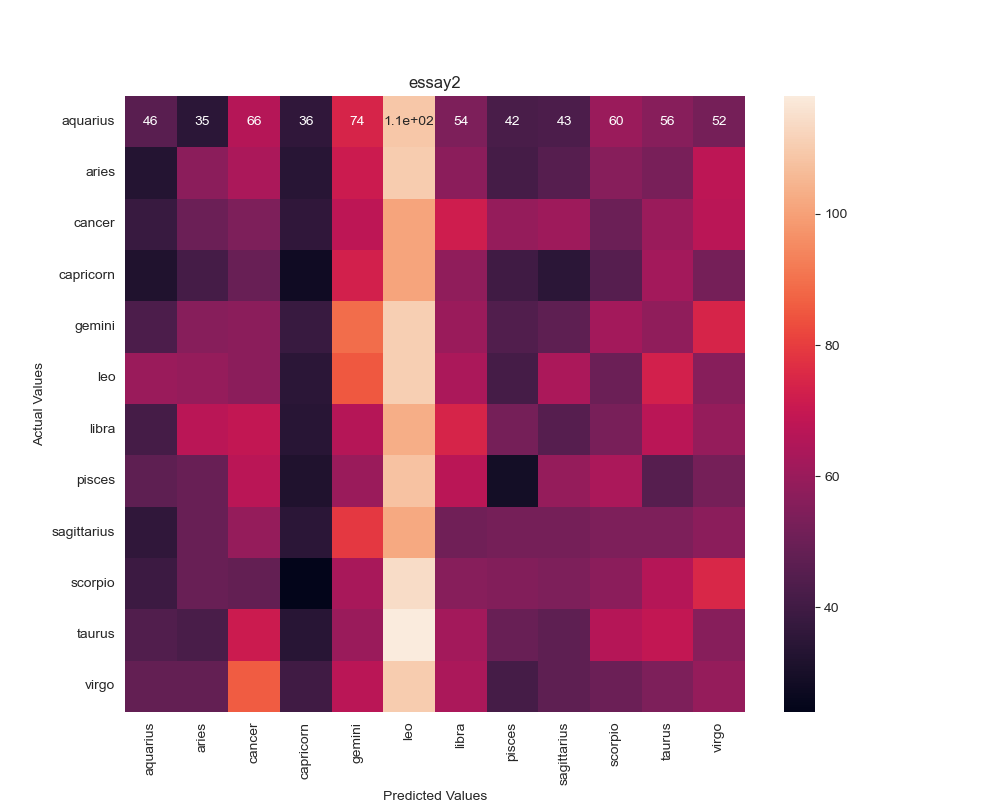 essay2
aquarius 46 35 66 36 74 1.1e+02 54 42 43 60 56 52
aries
cancer
capricorn
gemini
leo
libra
pisces
sagittarius
scorpio
taurus
virgo
Actual Values
aquarius aries cancer capricorn gemini leo libra pisces sagittarius scorpio taurus virgo
Predicted Values
100
80
60
40